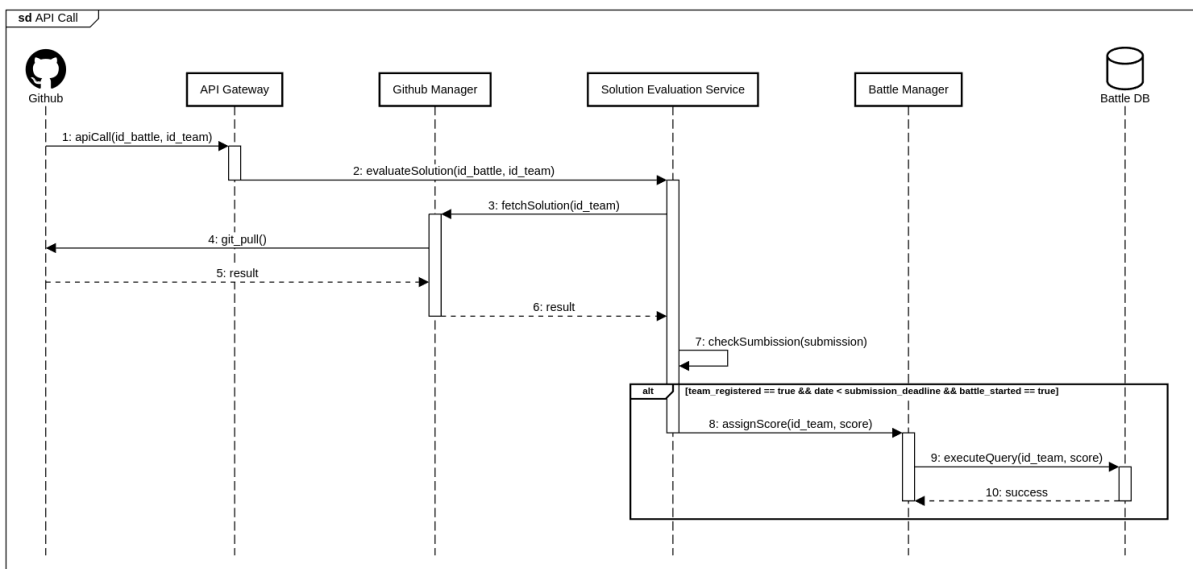 sd API Call
Github
API Gateway
Github Manager
Solution Evaluation Service
Battle Manager
Battle DB
1: apiCall(id_battle, id_team)
2: evaluateSolution(id_battle, id_team)
3: fetchSolution(id_team)
4: git_pull()
5: result
6: result
7: checkSumbission(submission)
alt
[team_registered == true && date < submission_deadline && battle_started == true]
8: assignScore(id_team, score)
9: executeQuery(id_team, score)
10: success